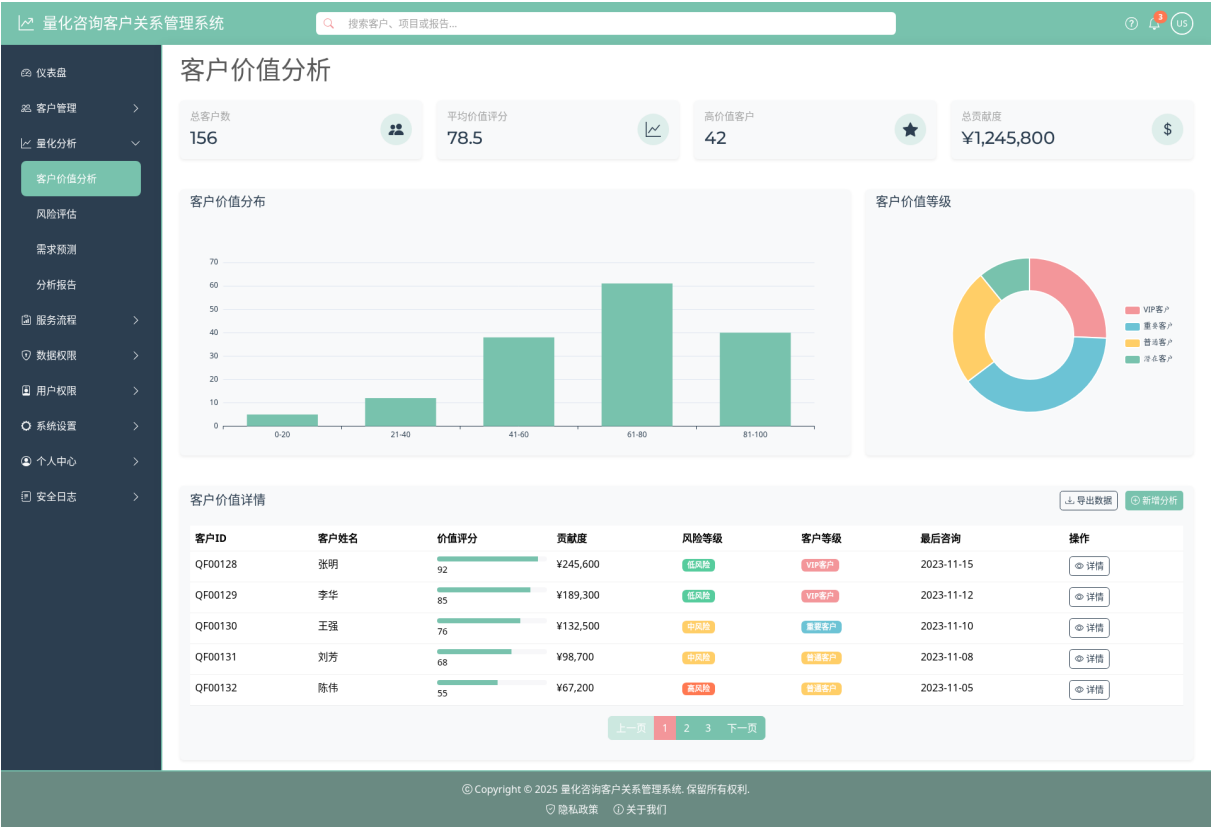 量化咨询客户关系管理系统
搜索客户、项目或报告...
3
US
仪表盘
客户管理
量化分析
客户价值分析
风险评估
需求预测
分析报告
服务流程
数据权限
用户权限
系统设置
个人中心
安全日志
客户价值分析
总客户数
156
平均价值评分
78.5
高价值客户
42
总贡献度
¥1,245,800
$
客户价值分布
70
60
50
40
30
20
10
0
0-20 21-40 41-60 61-80 81-100
客户价值等级
VIP客户
重要客户
普通客户
潜在客户
客户价值详情
导出数据 新增分析
客户ID 客户姓名 价值评分 贡献度 风险等级 客户等级 最后咨询 操作
QF00128 张明 92 ¥245,600 低风险 VIP客户 2023-11-15 详情
QF00129 李华 85 ¥189,300 低风险 VIP客户 2023-11-12 详情
QF00130 王强 76 ¥132,500 中风险 重要客户 2023-11-10 详情
QF00131 刘芳 68 ¥98,700 中风险 普通客户 2023-11-08 详情
QF00132 陈伟 55 ¥67,200 高风险 普通客户 2023-11-05 详情
上一页 1 2 3 下一页
© Copyright © 2025 量化咨询客户关系管理系统. 保留所有权利.
隐私政策 关于我们